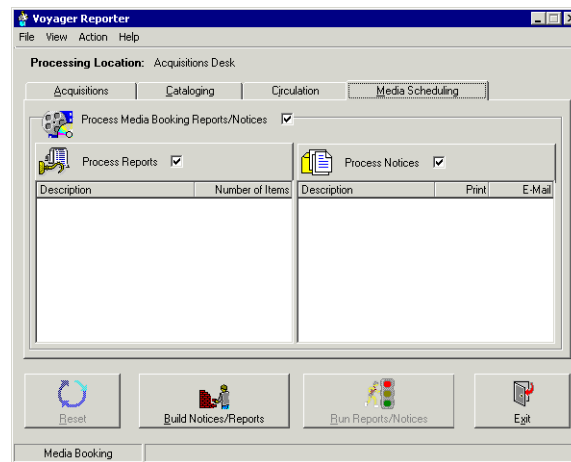 Voyager Reporter
File View Action Help
Processing Location: Acquisitions Desk
Acquisitions Cataloging Circulation Media Scheduling
Process Media Booking Reports/Notices
Process Reports Process Notices
Description Number of Items Description Print E-Mail
Reset Build Notices/Reports Run Reports/Notices Exit
Media Booking